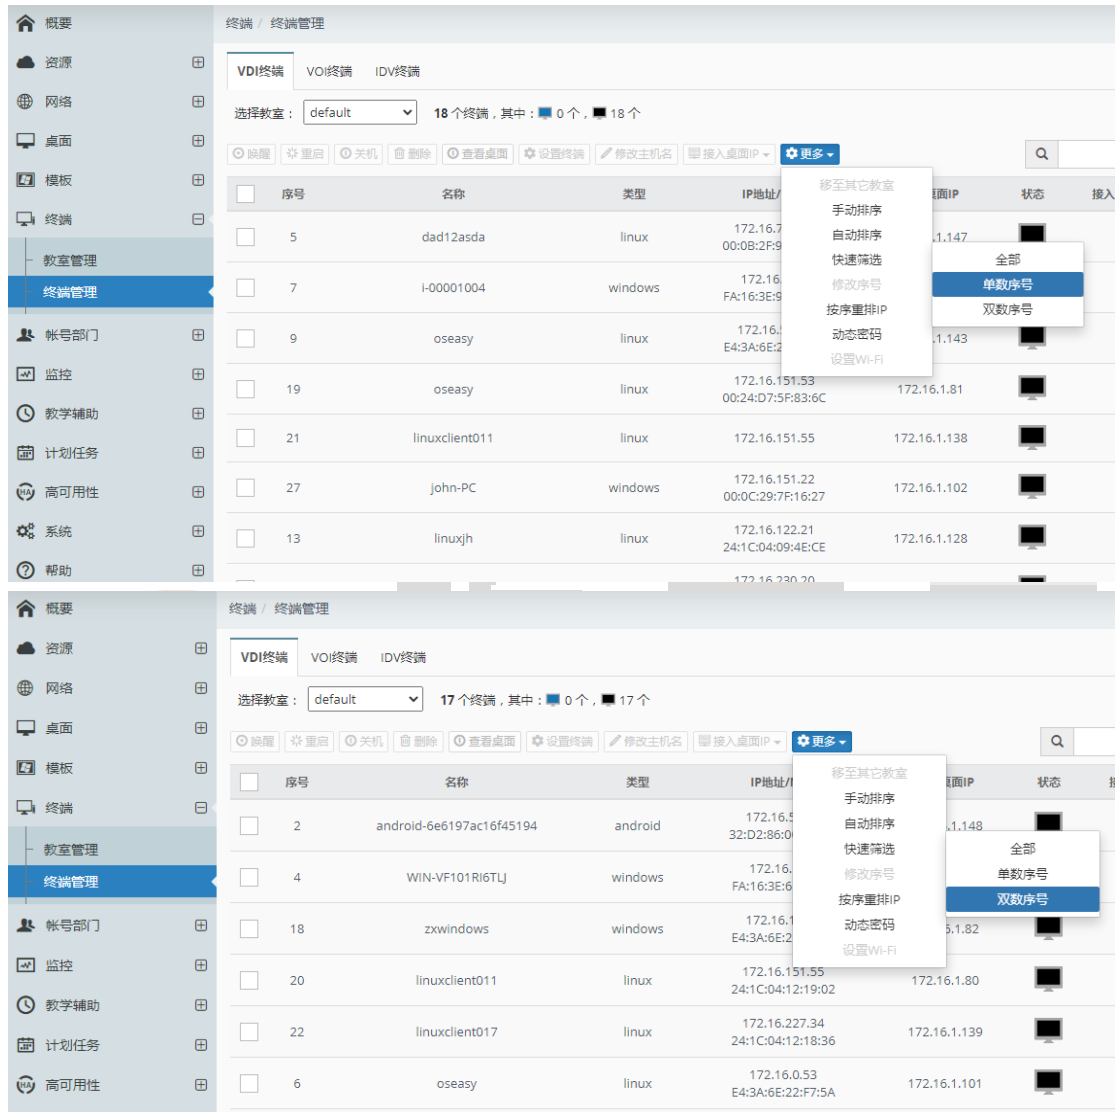 概要
终端 / 终端管理
资源
VDI终端 VOI终端 IDV终端
网络
选择教室： default 18 个终端，其中： 0 个， 18 个
桌面
唤醒 重启 关机 删除 查看桌面 设置终端 修改主机名 接入桌面IP 更多
模板
序号 名称 类型 IP地址/ 桌面IP 状态 接入
移至其它教室
手动排序
自动排序
快速筛选
修改序号
按序重排IP
动态密码
设置Wi-Fi
全部
单数序号
双数序号
终端
教室管理
终端管理
帐号部门
监控
教学辅助
计划任务
高可用性
系统
帮助
5 dad12asda linux 172.16.7 .1.147
00:0B:2F:9
7 i-00001004 windows 172.16.
FA:16:3E:9
9 oseasy linux 172.16. .1.143
E4:3A:6E:2
19 oseasy linux 172.16.151.53 172.16.1.81
00:24:D7:5F:83:6C
21 linuxclient011 linux 172.16.151.55 172.16.1.138
27 john-PC windows 172.16.151.22 172.16.1.102
00:0C:29:7F:16:27
13 linuxjh linux 172.16.122.21 172.16.1.128
24:1C:04:09:4E:CE
172.16.230.20
概要
终端 / 终端管理
资源
VDI终端 VOI终端 IDV终端
网络
选择教室： default 17 个终端，其中： 0 个， 17 个
桌面
唤醒 重启 关机 删除 查看桌面 设置终端 修改主机名 接入桌面IP 更多
模板
序号 名称 类型 IP地址/ 桌面IP 状态
移至其它教室
手动排序
自动排序
快速筛选
修改序号
按序重排IP
动态密码
设置Wi-Fi
全部
单数序号
双数序号
终端
教室管理
终端管理
帐号部门
监控
教学辅助
计划任务
高可用性
2 android-6e6197ac16f45194 android 172.16.5 .1.148
32:D2:86:0
4 WIN-VF101RI6TLJ windows 172.16.
FA:16:3E:6
18 zxwindows windows 172.16.1 .1.82
E4:3A:6E:2
20 linuxclient011 linux 172.16.151.55 172.16.1.80
24:1C:04:12:19:02
22 linuxclient017 linux 172.16.227.34 172.16.1.139
24:1C:04:12:18:36
6 oseasy linux 172.16.0.53 172.16.1.101
E4:3A:6E:22:F7:5A